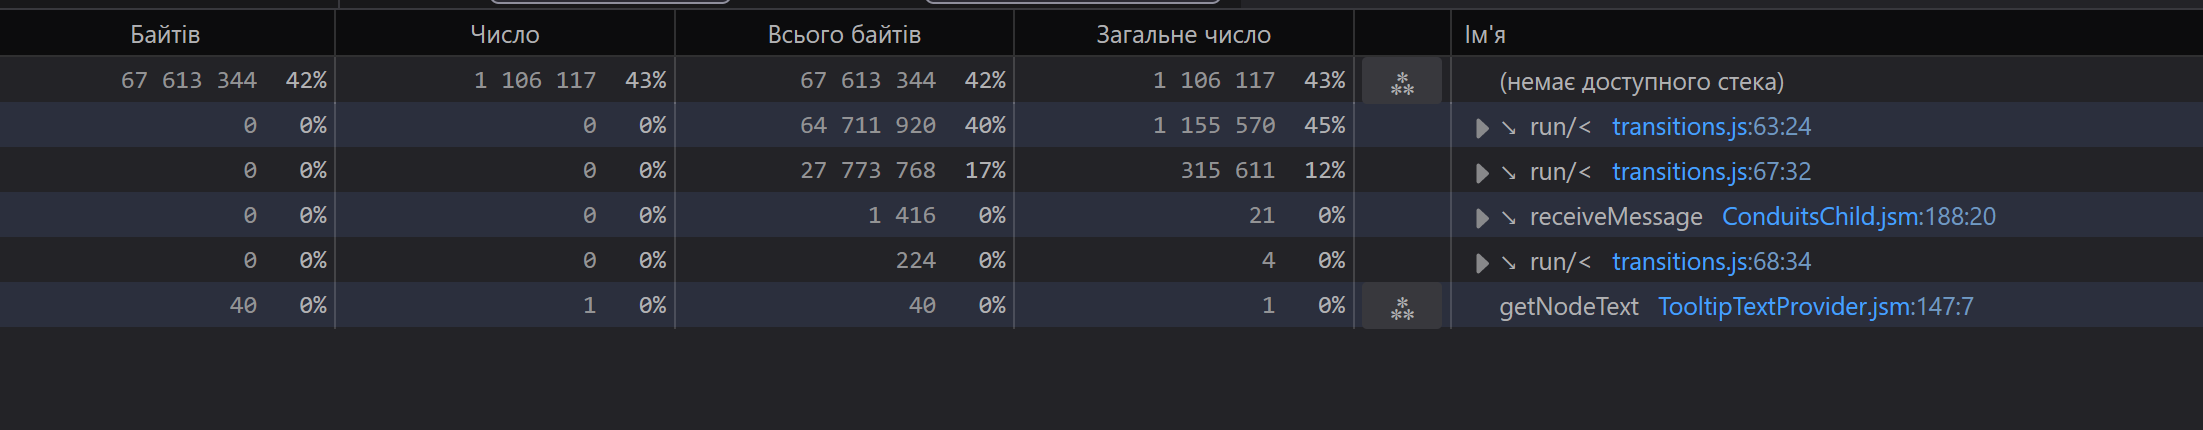 Байтів Число Всього байтів Загальне число Ім'я
67 613 344 42% 1 106 117 43% 67 613 344 42% 1 106 117 43% (немає доступного стека)
0 0% 0 0% 64 711 920 40% 1 155 570 45% run/< transitions.js:63:24
0 0% 0 0% 27 773 768 17% 315 611 12% run/< transitions.js:67:32
0 0% 0 0% 1 416 0% 21 0% receiveMessage ConduitsChild.jsm:188:20
0 0% 0 0% 224 0% 4 0% run/< transitions.js:68:34
40 0% 1 0% 40 0% 1 0% getNodeText TooltipTextProvider.jsm:147:7